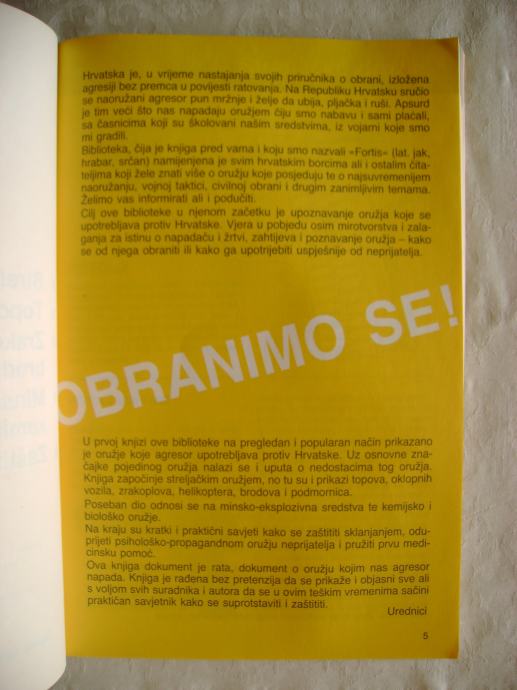 Hrvatska je, u vrijeme nastajanja svojih priručnika o obrani, izložena
agresiji bez premca u povijesti ratovanja. Na Republiku Hrvatsku sručio
se naoružani agresor pun mržnje i želje da ubija, pljačka i ruši. Apsurd
je tim veći što nas napadaju oružjem čiju smo nabavu i sami plaćali,
sa časnicima koji su školovani našim sredstvima, iz vojarni koje smo
mi gradili.
Biblioteka, čija je knjiga pred vama i koju smo nazvali »Fortis« (lat. jak,
hrabar, srčan) namijenjena je svim hrvatskim borcima ali i ostalim čita-
teljima koji žele znati više o oružju koje posjeduju te o najsuvremenijem
naoružanju, vojnoj taktici, civilnoj obrani i drugim zanimljivim temama.
Želimo vas informirati ali i podučiti.
Cilj ove biblioteke u njenom začetku je upoznavanje oružja koje se
upotrebljava protiv Hrvatske. Vjera u pobjedu osim mirotvorstva i zala-
ganja za istinu o napadaču i žrtvi, zahtijeva i poznavanje oružja – kako
se od njega obraniti ili kako ga upotrijebiti uspješnije od neprijatelja.
OBRANIMO SE!
U prvoj knjizi ove biblioteke na pregledan i popularan način prikazano
je oružje koje agresor upotrebljava protiv Hrvatske. Uz osnovne zna-
čajke pojedinog oružja nalazi se i uputa o nedostacima tog oružja.
Knjiga započinje streljačkim oružjem, no tu su i prikazi topova, oklopnih
vozila, zrakoplova, helikoptera, brodova i podmornica.
Poseban dio odnosi se na minsko-eksplozivna sredstva te kemijsko i
biološko oružje.
Na kraju su kratki i praktični savjeti kako se zaštititi sklanjanjem, odu-
prijeti psihološko-propagandnom oružju neprijatelja i pružiti prvu medi-
cinsku pomoć.
Ova knjiga dokument je rata, dokument o oružju kojim nas agresor
napada. Knjiga je rađena bez pretenzija da se prikaže i objasni sve ali
s voljom svih suradnika i autora da se u ovim teškim vremenima sačini
praktičan savjetnik kako se suprotstaviti i zaštititi.
Urednici
5